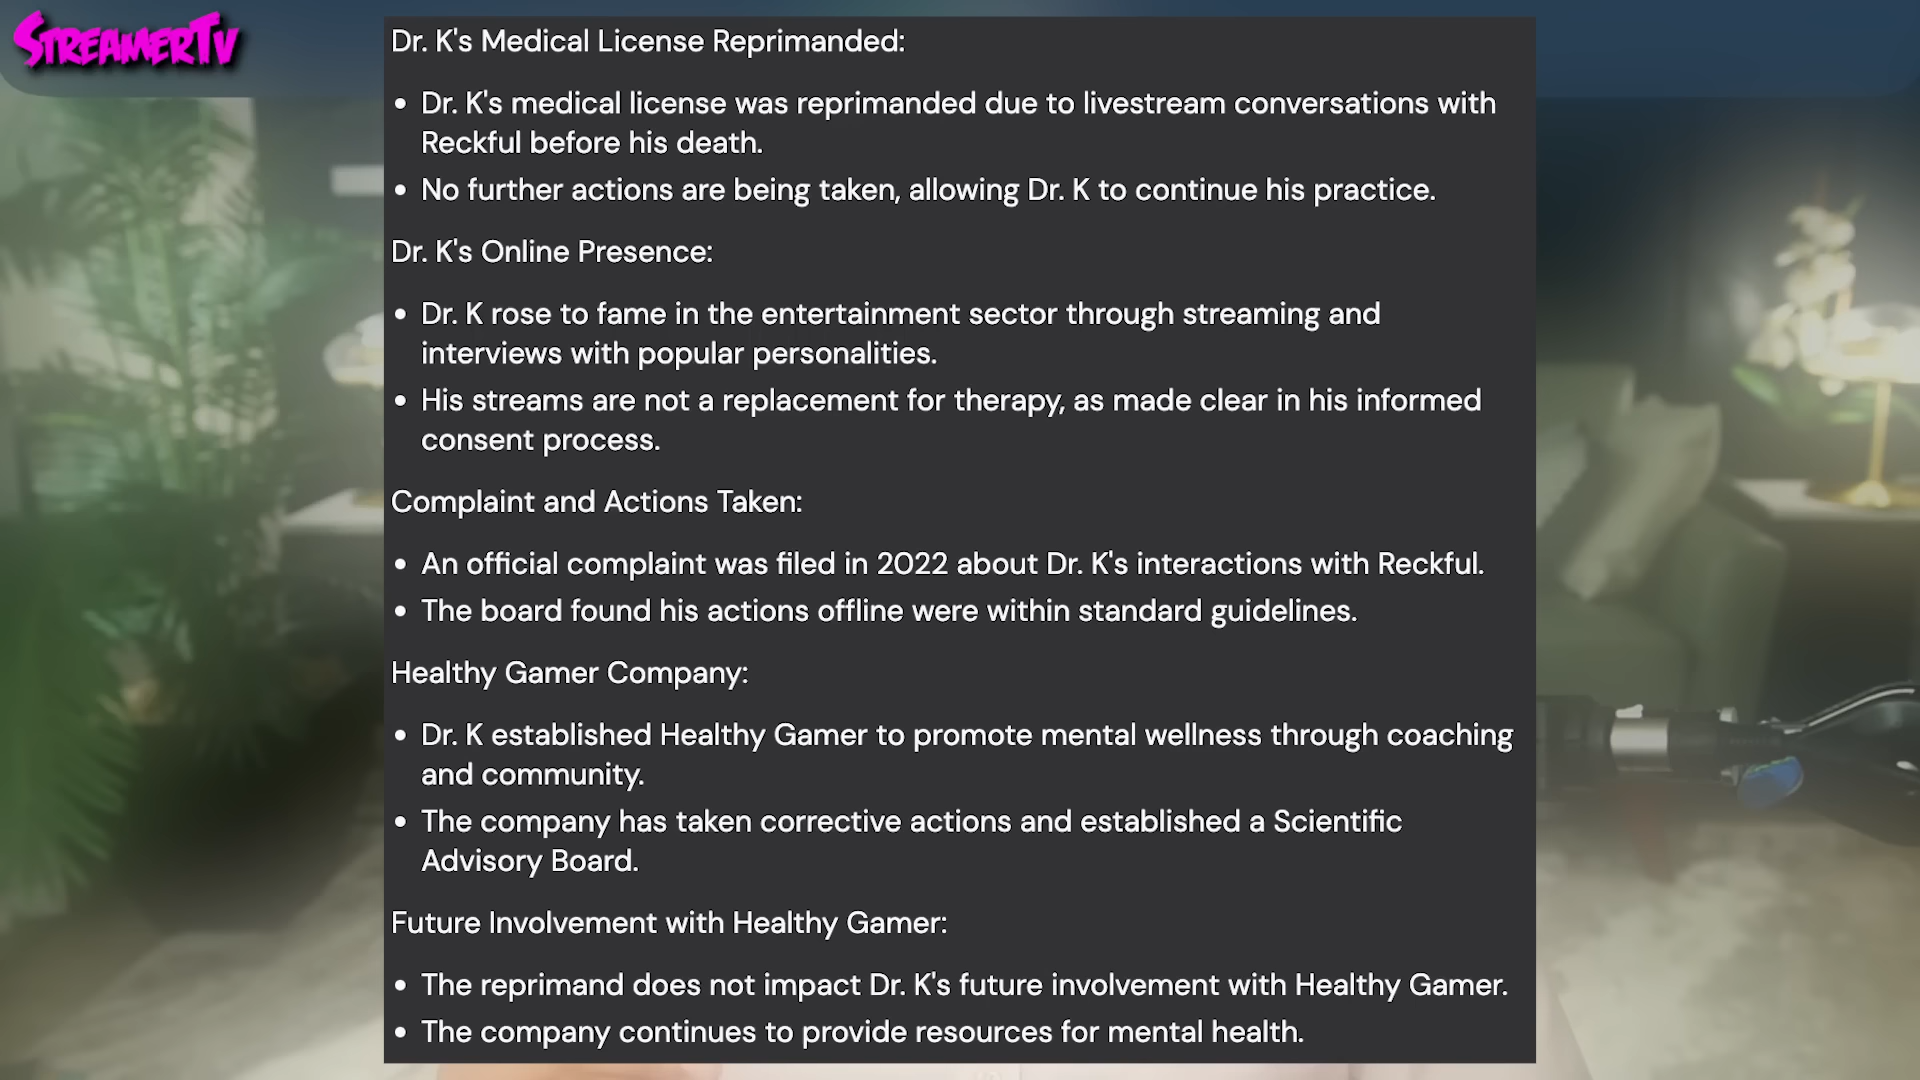 STREAMERTV
Dr. K's Medical License Reprimanded:
• Dr. K's medical license was reprimanded due to livestream conversations with
Reckful before his death.
• No further actions are being taken, allowing Dr. K to continue his practice.
Dr. K's Online Presence:
• Dr. K rose to fame in the entertainment sector through streaming and
interviews with popular personalities.
• His streams are not a replacement for therapy, as made clear in his informed
consent process.
Complaint and Actions Taken:
• An official complaint was filed in 2022 about Dr. K's interactions with Reckful.
• The board found his actions offline were within standard guidelines.
Healthy Gamer Company:
• Dr. K established Healthy Gamer to promote mental wellness through coaching
and community.
• The company has taken corrective actions and established a Scientific
Advisory Board.
Future Involvement with Healthy Gamer:
• The reprimand does not impact Dr. K's future involvement with Healthy Gamer.
• The company continues to provide resources for mental health.